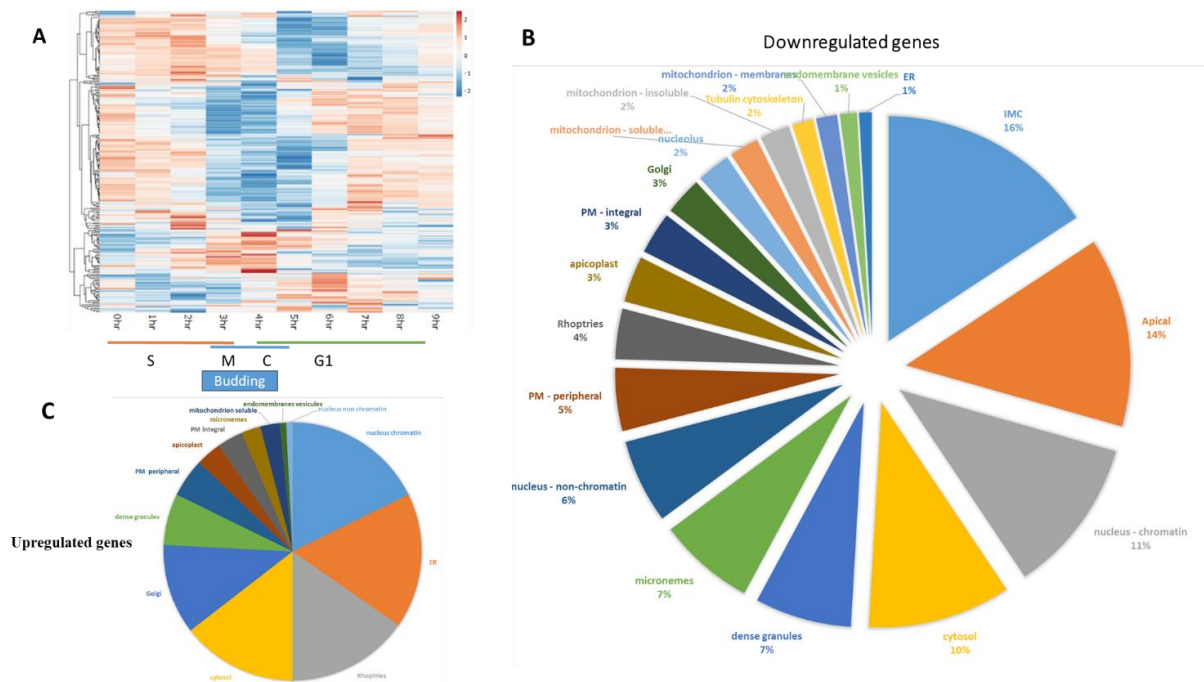 A
2
1
0
-1
-2
0hr
1hr
2hr
3hr
4hr
5hr
6hr
7hr
8hr
9hr
S
M
C
G1
Budding
B
Downregulated genes
IMC
16%
Apical
14%
nucleus - chromatin
11%
cytosol
10%
dense granules
7%
micronemes
7%
nucleus - non-chromatin
6%
PM - peripheral
5%
Rhoptries
4%
apicoplast
3%
PM - integral
3%
Golgi
3%
nucleolus
2%
mitochondrion - soluble...
mitochondrion - insoluble
2%
Tubulin cytoskeleton
2%
mitochondrion - membranes
2%
endomembrane vesicles
1%
ER
1%
C
Upregulated genes
nucleus chromatin
ER
Rhoptries
cytosol
Golgi
dense granules
PM peripheral
apicoplast
PM integral
micronemes
mitochondrion soluble
endomembranes vesicules
nucleus non chromatin